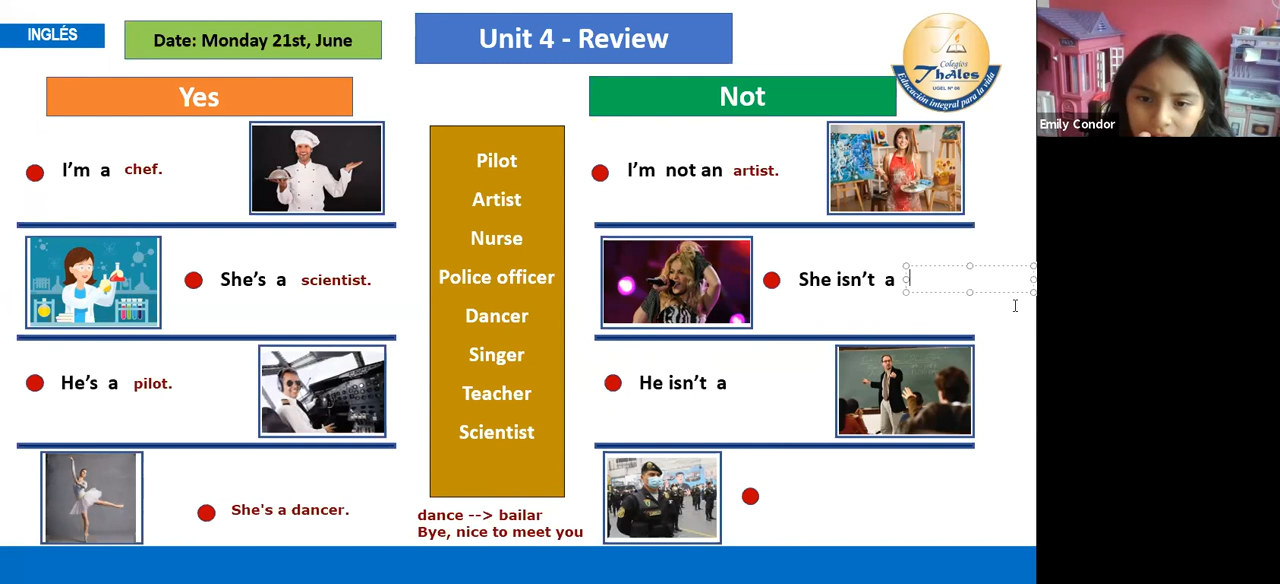 INGLÉS
Date: Monday 21st, June
Unit 4 - Review
Colegios
Thales
UGEL N° 06
Educación integral para la vida
Emily Condor
Yes
Not
I'm a chef.
She's a scientist.
He's a pilot.
She's a dancer.
Pilot
Artist
Nurse
Police officer
Dancer
Singer
Teacher
Scientist
dance --> bailar
Bye, nice to meet you
I'm not an artist.
She isn't a
He isn't a